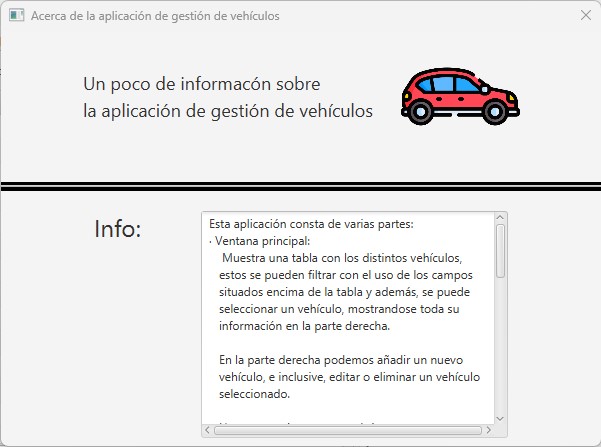 Acerca de la aplicación de gestión de vehículos
Un poco de informacón sobre
la aplicación de gestión de vehículos
Info:
Esta aplicación consta de varias partes:
· Ventana principal:
Muestra una tabla con los distintos vehículos,
estos se pueden filtrar con el uso de los campos
situados encima de la tabla y además, se puede
seleccionar un vehículo, mostrandose toda su
información en la parte derecha.
En la parte derecha podemos añadir un nuevo
vehículo, e inclusive, editar o eliminar un vehículo
seleccionado.